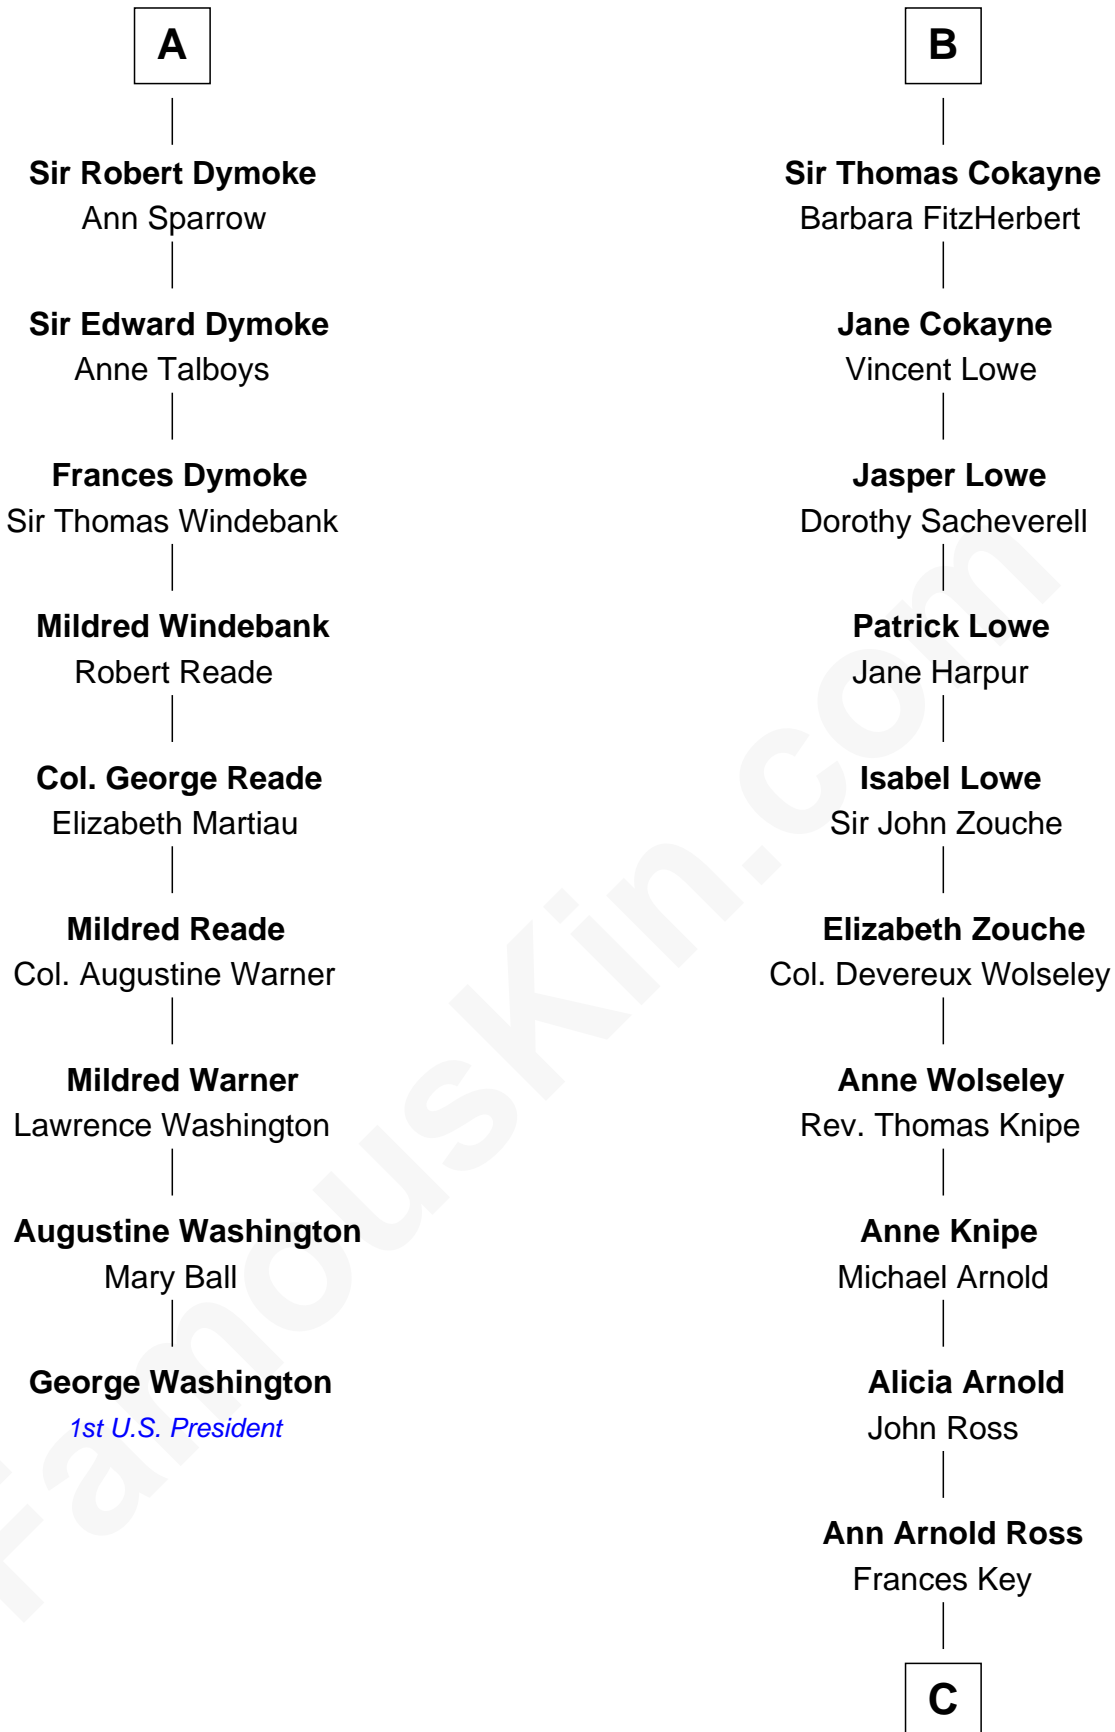 A
Sir Robert Dymoke
Ann Sparrow
Sir Edward Dymoke
Anne Talboys
Frances Dymoke
Sir Thomas Windebank
Mildred Windebank
Robert Reade
Col. George Reade
Elizabeth Martiau
Mildred Reade
Col. Augustine Warner
Mildred Warner
Lawrence Washington
Augustine Washington
Mary Ball
George Washington
1st U.S. President
B
Sir Thomas Cokayne
Barbara FitzHerbert
Jane Cokayne
Vincent Lowe
Jasper Lowe
Dorothy Sacheverell
Patrick Lowe
Jane Harpur
Isabel Lowe
Sir John Zouche
Elizabeth Zouche
Col. Devereux Wolseley
Anne Wolseley
Rev. Thomas Knipe
Anne Knipe
Michael Arnold
Alicia Arnold
John Ross
Ann Arnold Ross
Frances Key
C
FamousKin.com